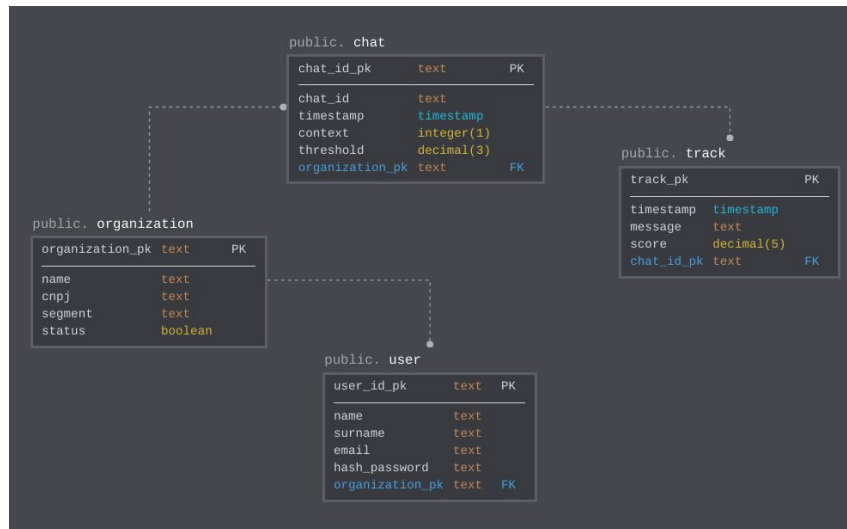 public. chat
chat_id_pk text PK
chat_id text
timestamp timestamp
context integer(1)
threshold decimal(3)
organization_pk text FK
public. track
track_pk PK
timestamp timestamp
message text
score decimal(5)
chat_id_pk text FK
public. organization
organization_pk text PK
name text
cnpj text
segment text
status boolean
public. user
user_id_pk text PK
name text
surname text
email text
hash_password text
organization_pk text FK